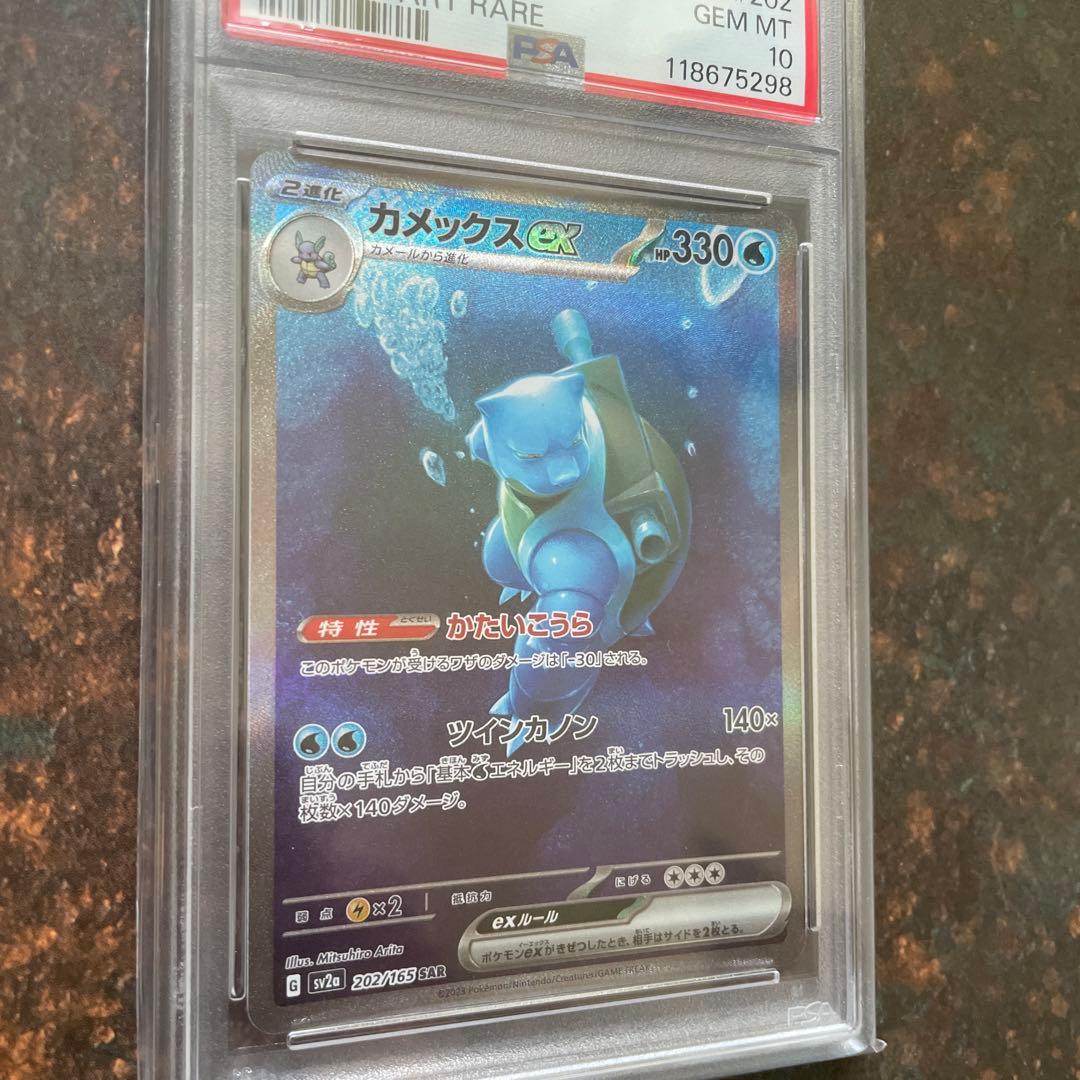 ART RARE
GEM MT
10
PSA
118675298
2進化
カメックスex
HP330
カメールから進化
特性
とくせい
かたいこうら
このポケモンが受けるワザのダメージは「-30」される。
ツインカノン
140×
自分の手札から「基本エネルギー」を2枚までトラッシュし、その
枚数×140ダメージ。
弱点
×2
抵抗力
にげる
exルール
ポケモンexがきぜつしたとき、相手はサイドを2枚とる。
Illus. Mitsuhiro Arita
G sv2a 202/165 SAR
©2023 Pokémon/Nintendo/Creatures/GAME FREAK
PSA